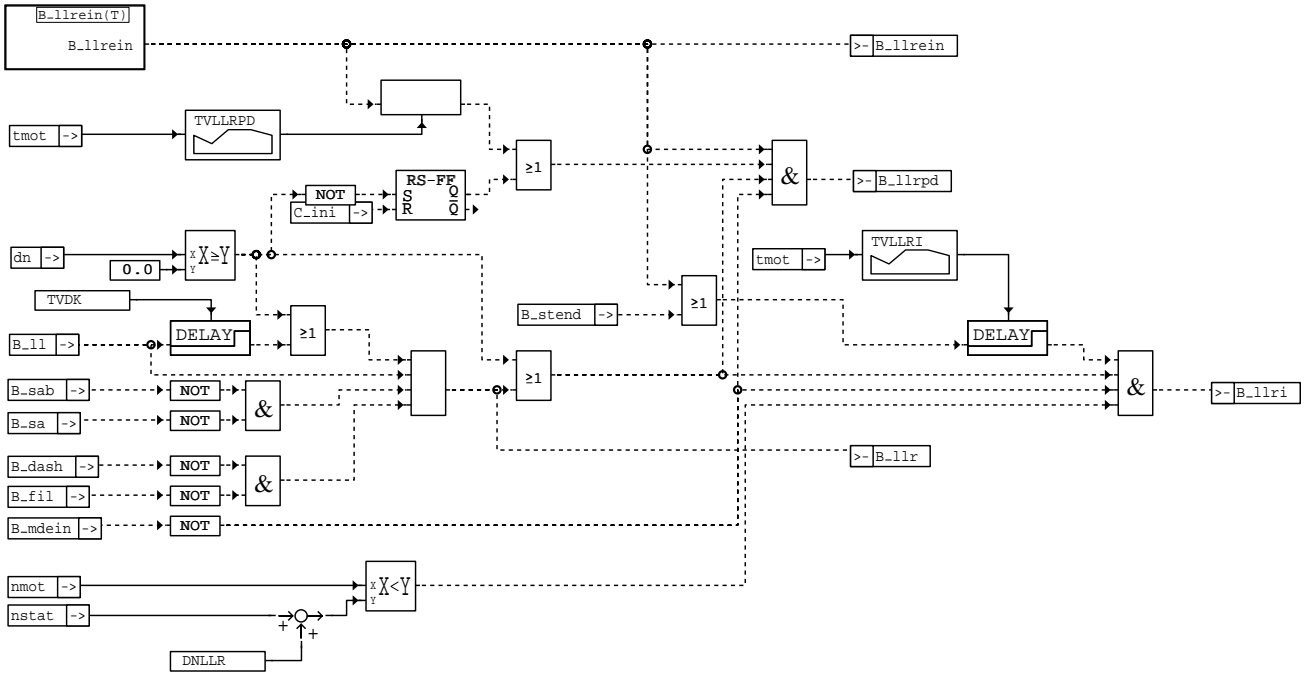 B_llrein(T)
B_llrein
>- B_llrein
TVLLRPD
tmot ->
≥1
&
RS-FF
NOT
S Q
>- B_llrpd
C_ini ->
R Q
TVLLRI
dn ->
X X≥Y
Y
tmot ->
0.0
TVDK
≥1
B_stend ->
DELAY
≥1
DELAY
B_ll ->
≥1
&
B_sab ->
NOT
&
>- B_llri
B_sa ->
NOT
B_dash ->
NOT
>- B_llr
&
B_fil ->
NOT
B_mdein ->
NOT
nmot ->
X X<Y
Y
nstat ->
+
+
DNLLR